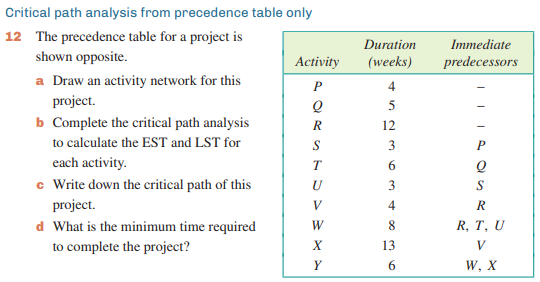 Critical path analysis from precedence table only
12 The precedence table for a project is
shown opposite.
a Draw an activity network for this
project.
b Complete the critical path analysis
to calculate the EST and LST for
each activity.
c Write down the critical path of this
project.
d What is the minimum time required
to complete the project?
Duration Immediate
Activity (weeks) predecessors
P 4 –
Q 5 –
R 12 –
S 3 P
T 6 Q
U 3 S
V 4 R
W 8 R, T, U
X 13 V
Y 6 W, X